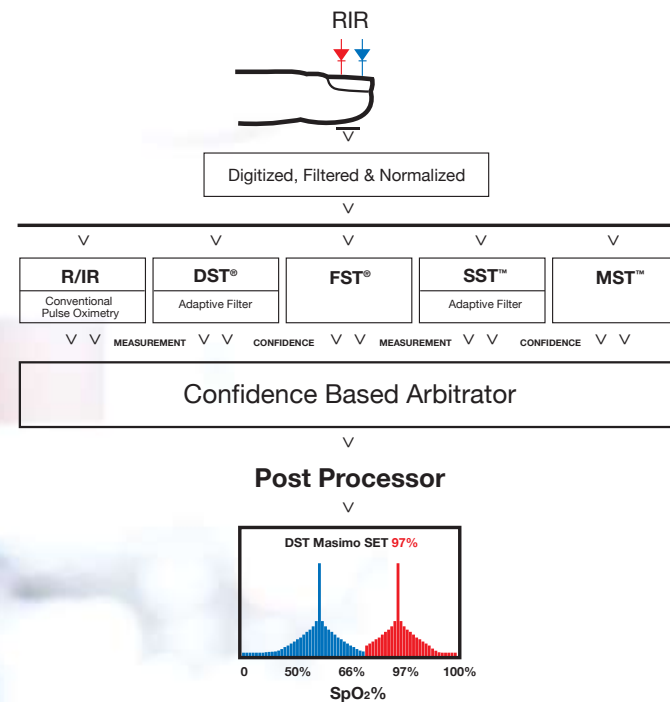 RIR
Digitized, Filtered & Normalized
R/IR DST® FST® SST™ MST™
Conventional
Pulse Oximetry
Adaptive Filter
Adaptive Filter
MEASUREMENT CONFIDENCE MEASUREMENT CONFIDENCE
Confidence Based Arbitrator
Post Processor
DST Masimo SET 97%
0 50% 66% 97% 100%
SpO₂%